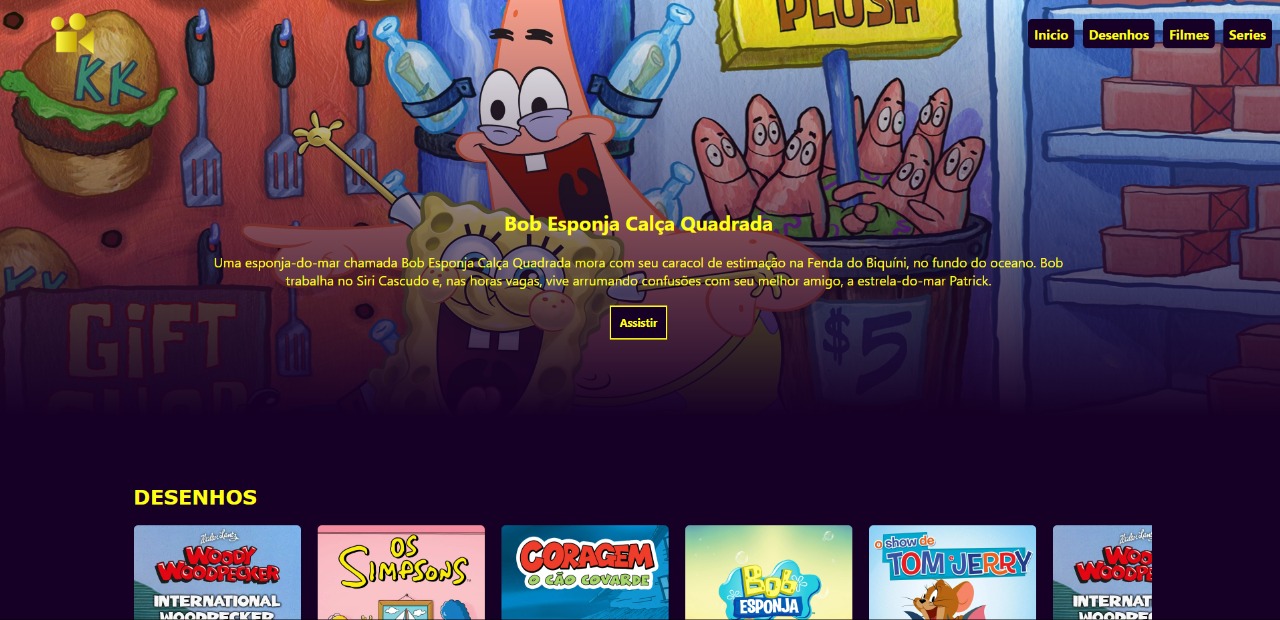 PLUSH
Inicio Desenhos Filmes Series
KK
Bob Esponja Calça Quadrada
Uma esponja-do-mar chamada Bob Esponja Calça Quadrada mora com seu caracol de estimação na Fenda do Biquíni, no fundo do oceano. Bob
trabalha no Siri Cascudo e, nas horas vagas, vive arrumando confusões com seu melhor amigo, a estrela-do-mar Patrick.
Assistir
GiFT
SHOP
$5
DESENHOS
Walter Lantz
WOODY
WOODPECKER
INTERNATIONAL
WOODPECKER
OS
SIMPSONS
CORAGEM
O CÃO COVARDE
Bob
ESPONJA
o show de
TOM JERRY